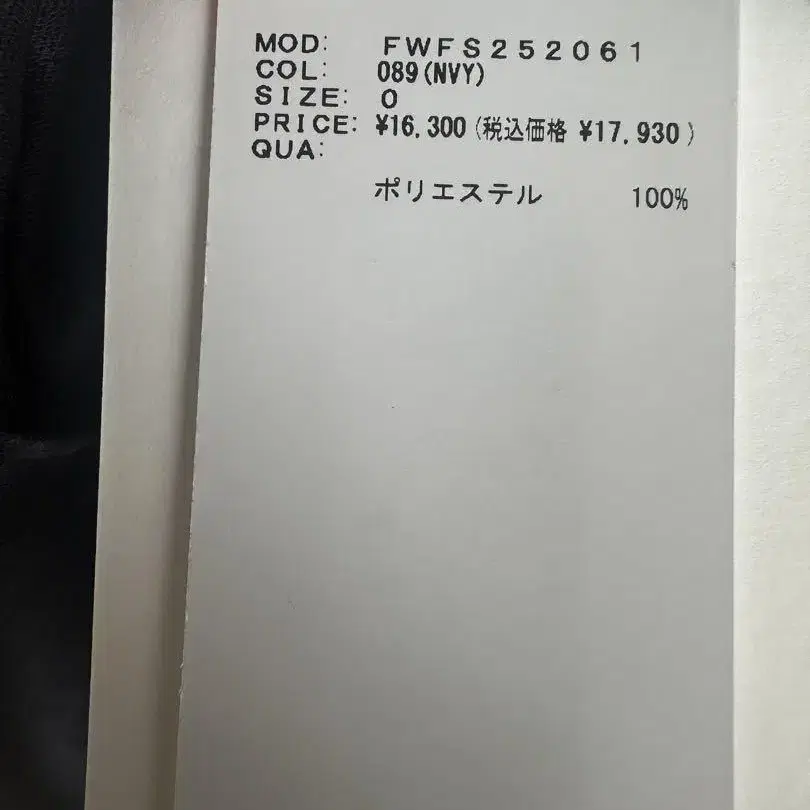 MOD: FWFS252061
COL: 089(NVY)
SIZE: 0
PRICE: ¥16,300(税込価格 ¥17,930)
QUA:
ポリエステル 100%